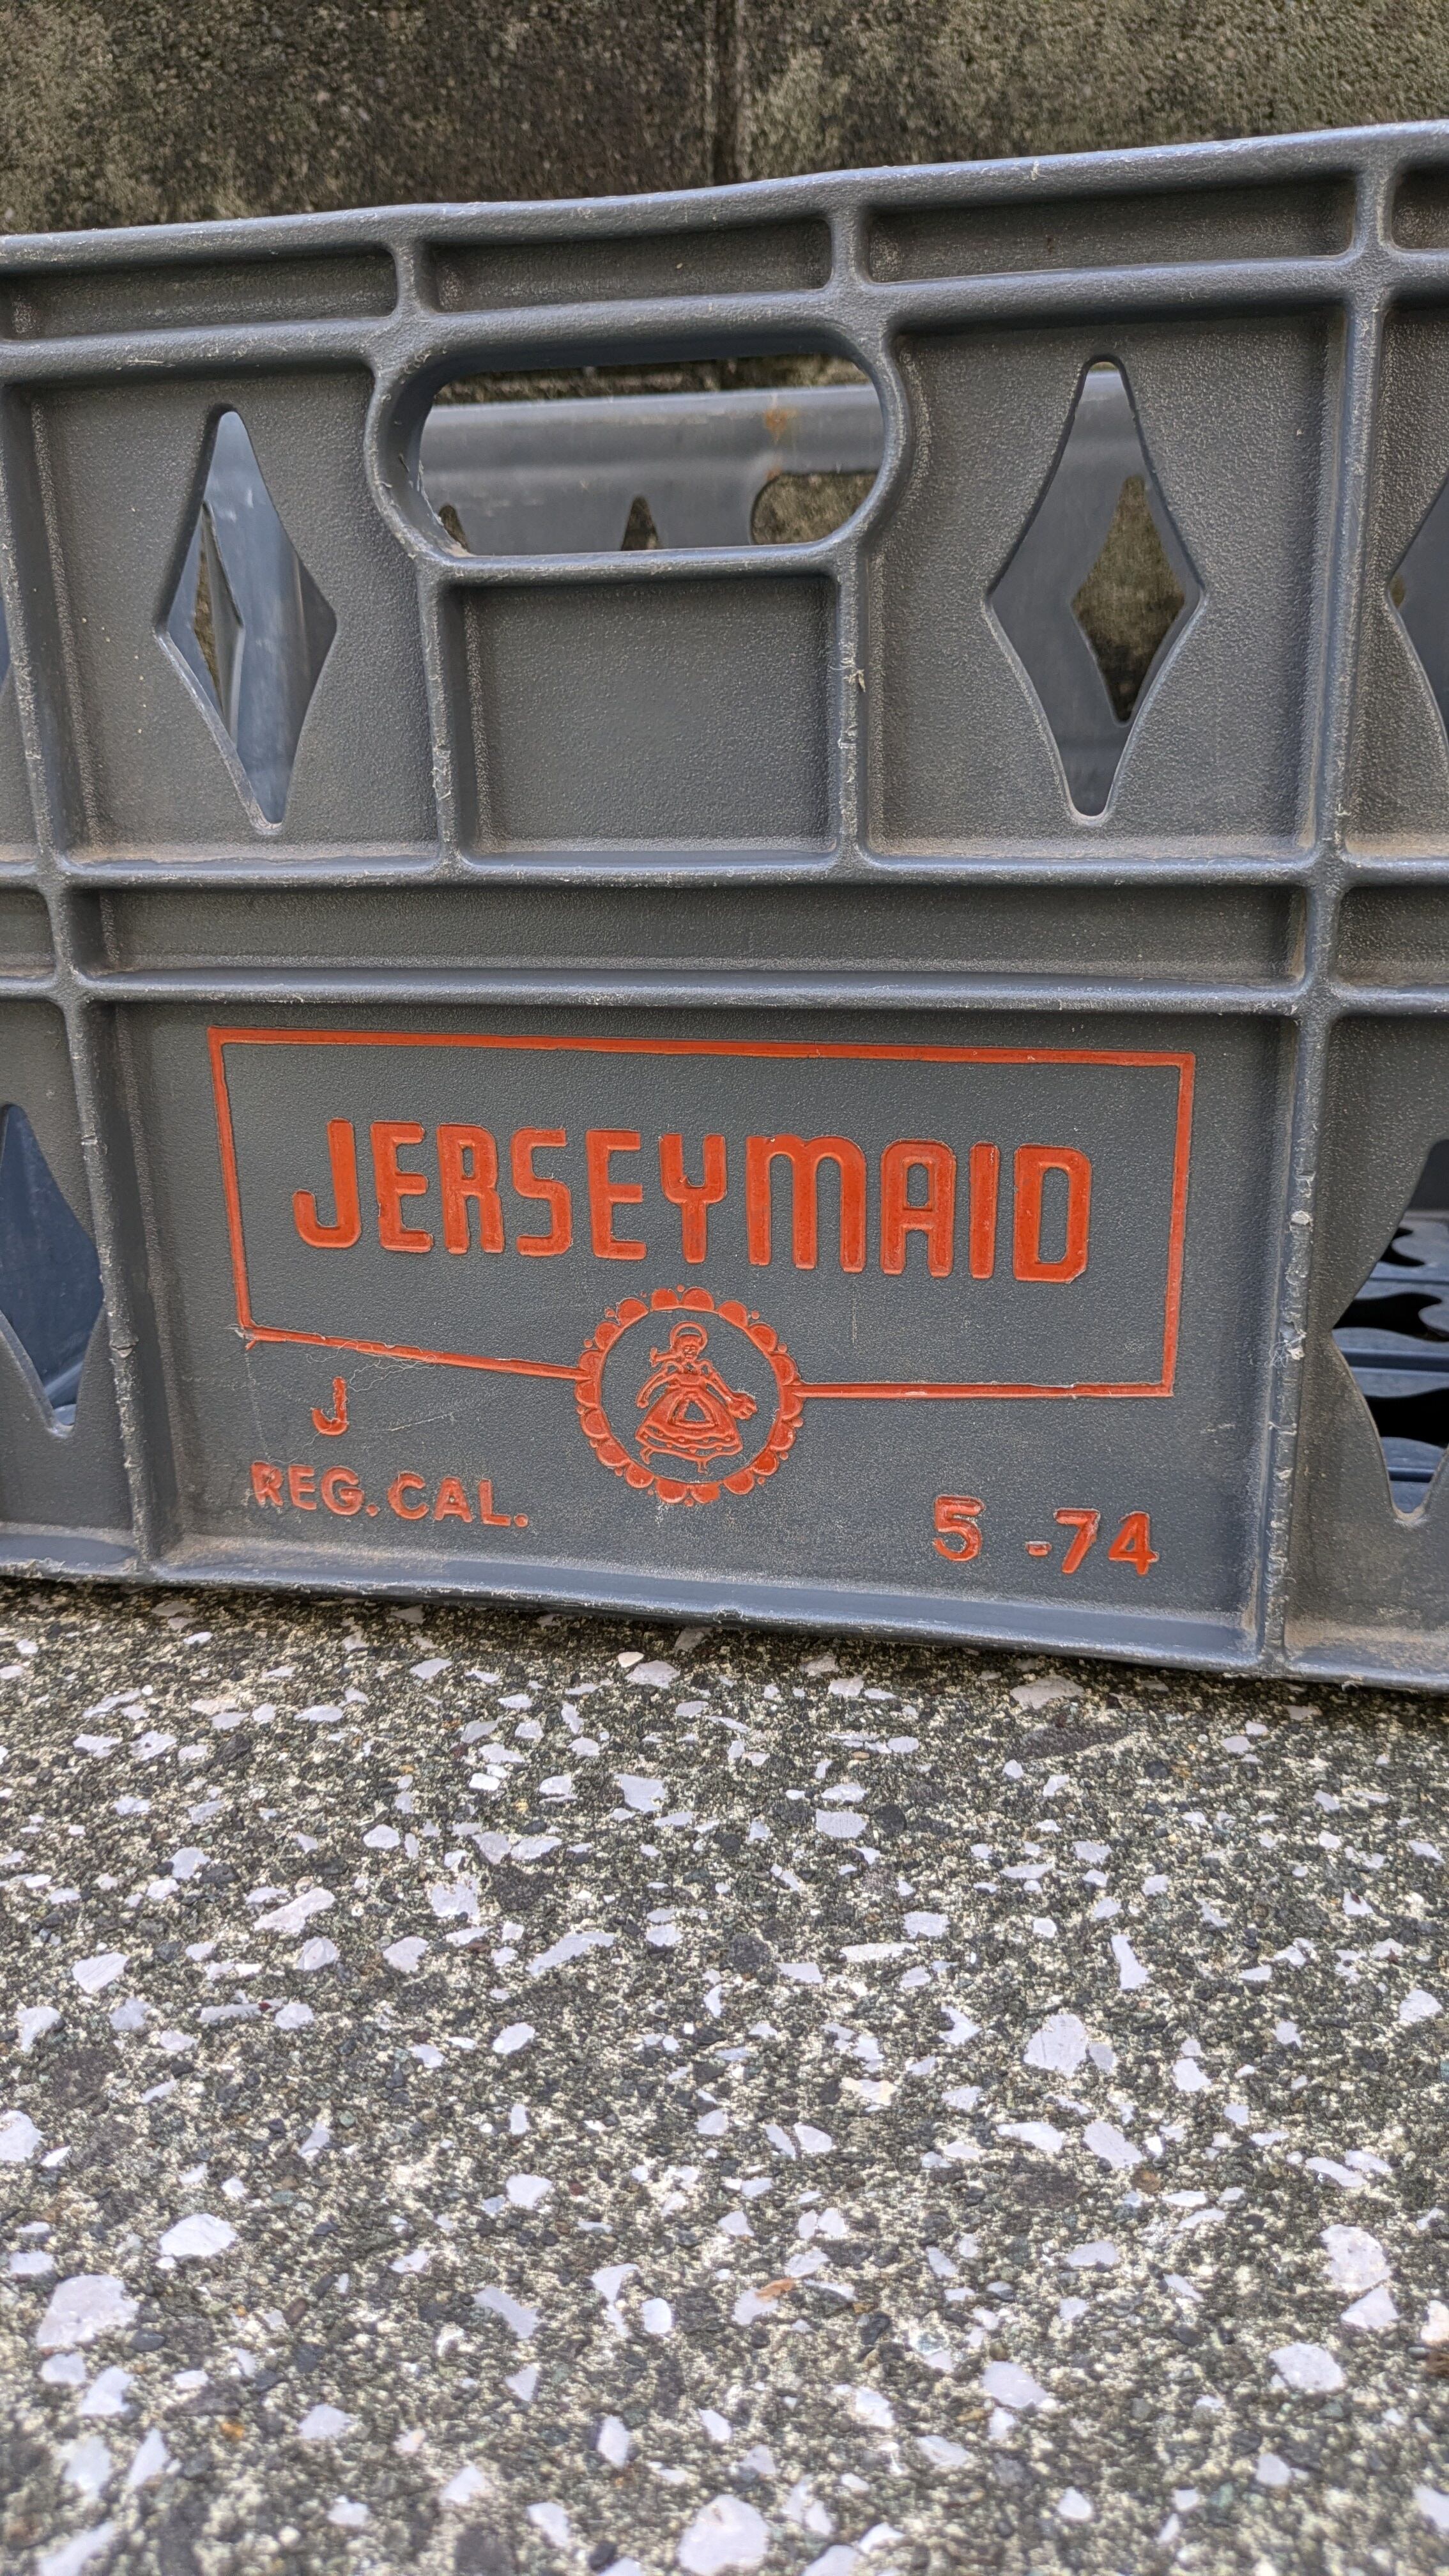 JERSEYMAID
J
REG. CAL.
5 -74